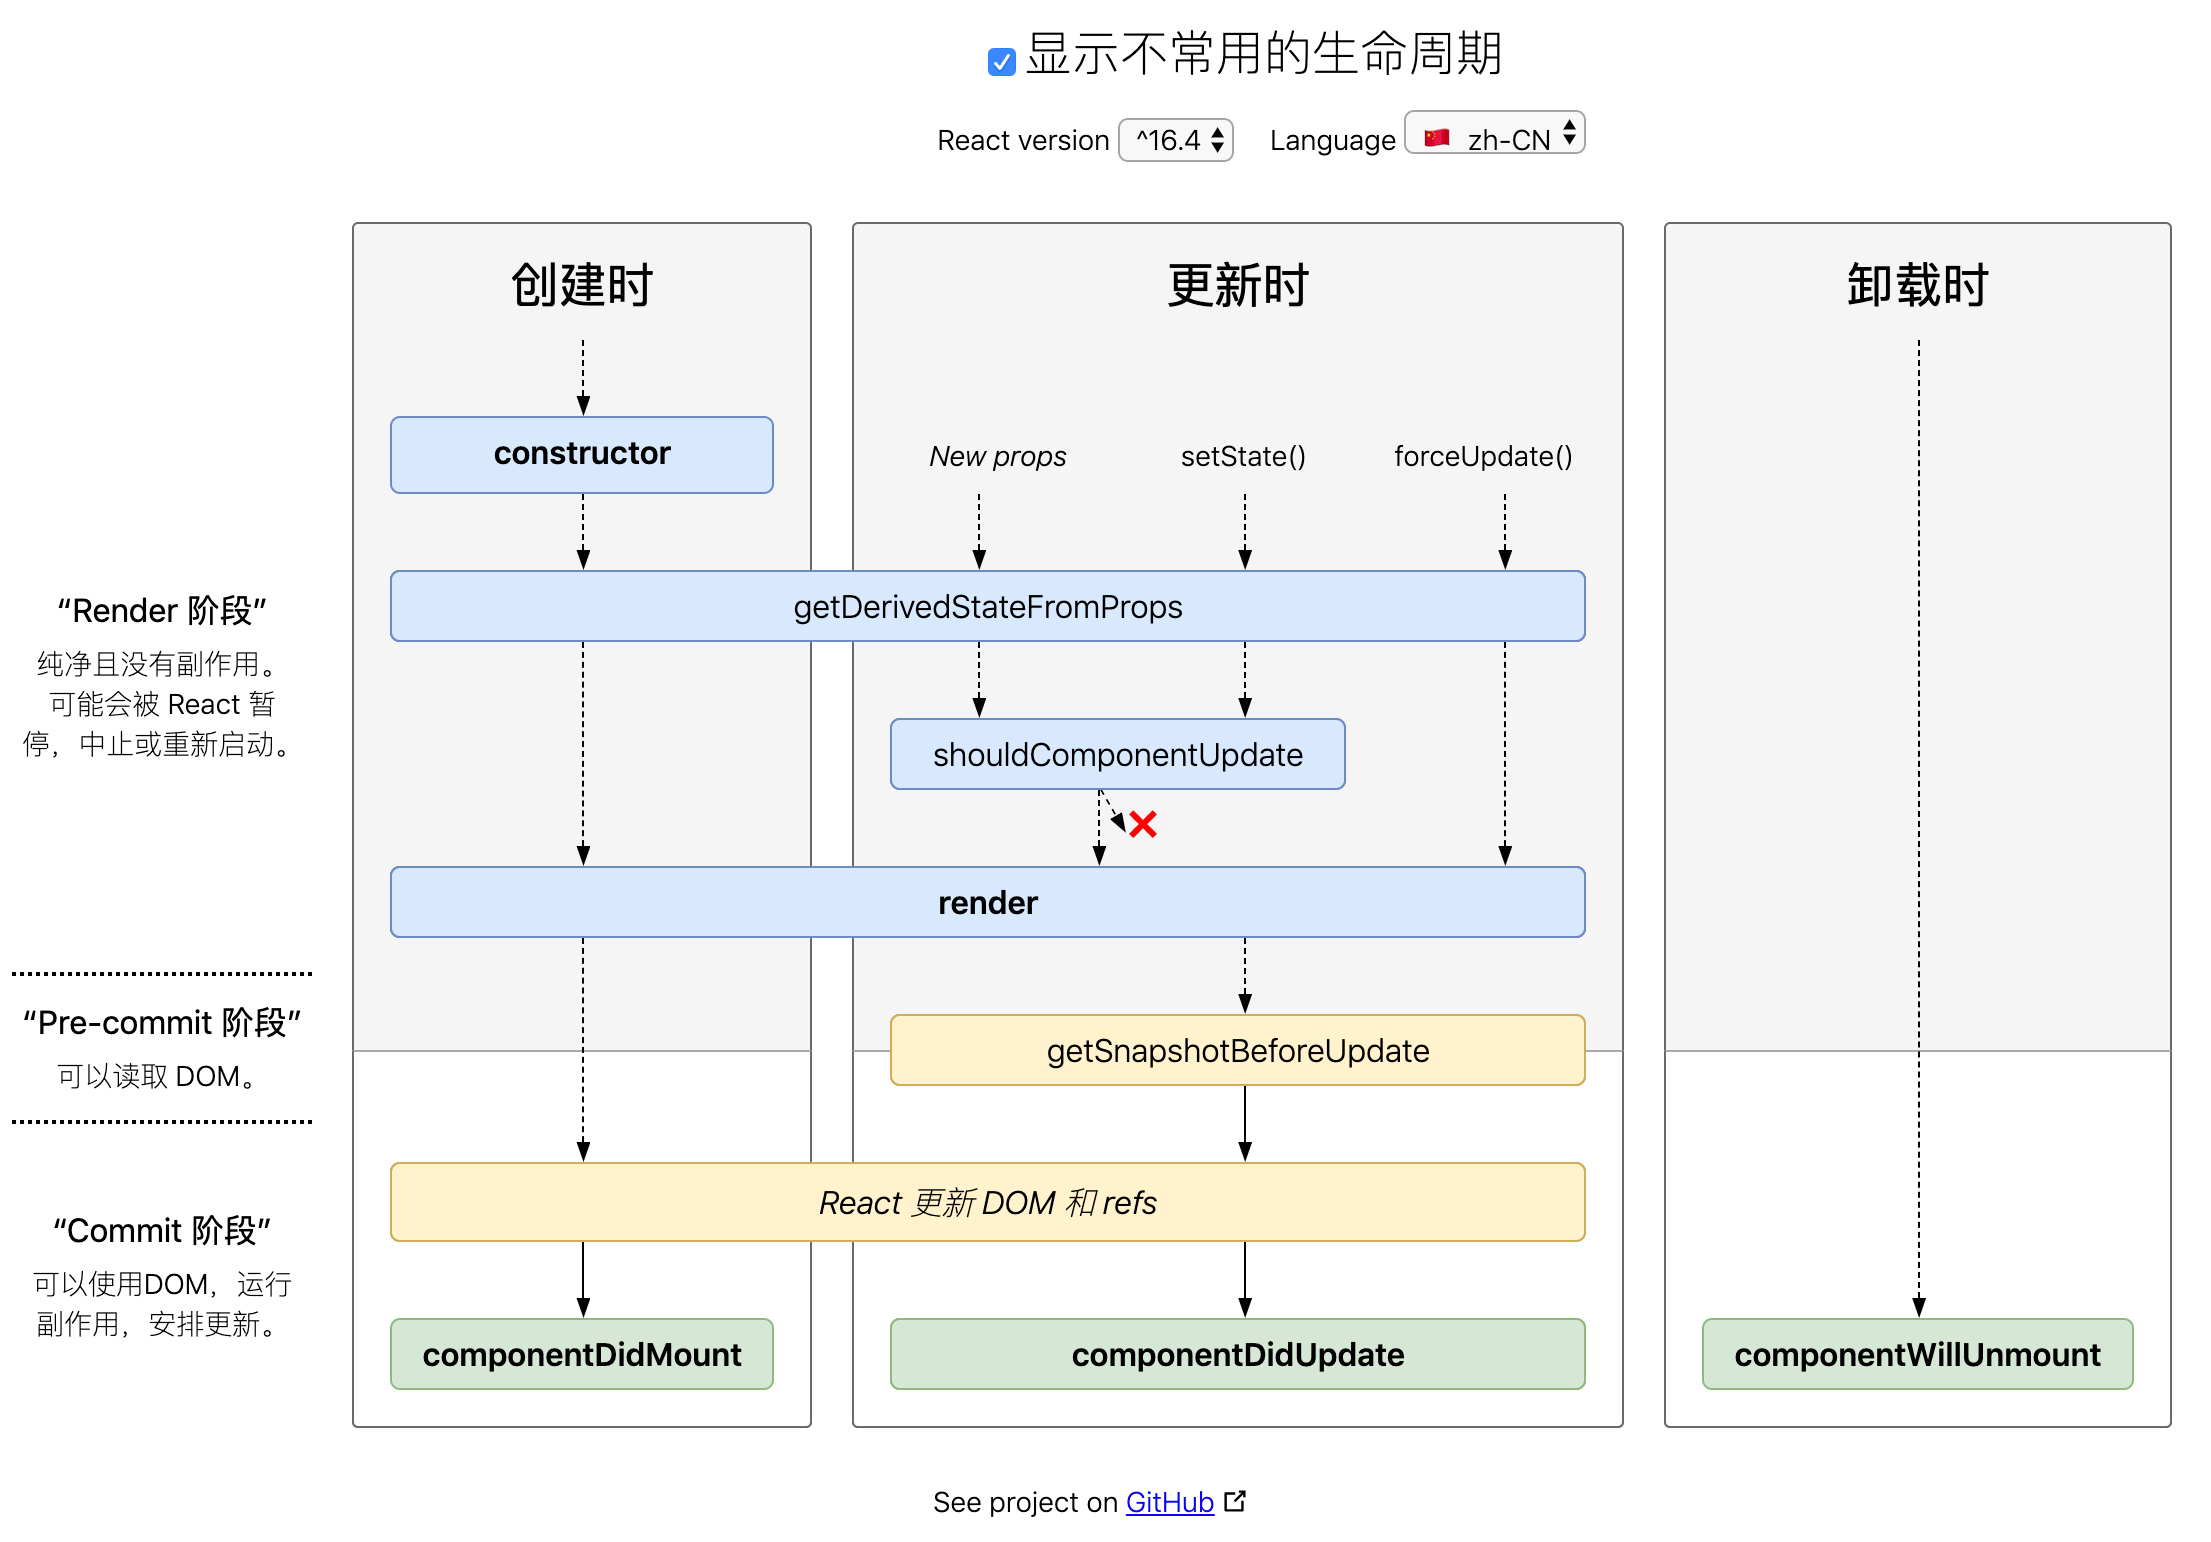 显示不常用的生命周期
React version ^16.4 Language 🇨🇳 zh-CN
创建时
更新时
卸载时
constructor
New props
setState()
forceUpdate()
“Render 阶段”
纯净且没有副作用。
可能会被 React 暂
停，中止或重新启动。
getDerivedStateFromProps
shouldComponentUpdate
render
“Pre-commit 阶段”
可以读取 DOM。
getSnapshotBeforeUpdate
“Commit 阶段”
可以使用DOM，运行
副作用，安排更新。
React 更新 DOM 和 refs
componentDidMount
componentDidUpdate
componentWillUnmount
See project on GitHub